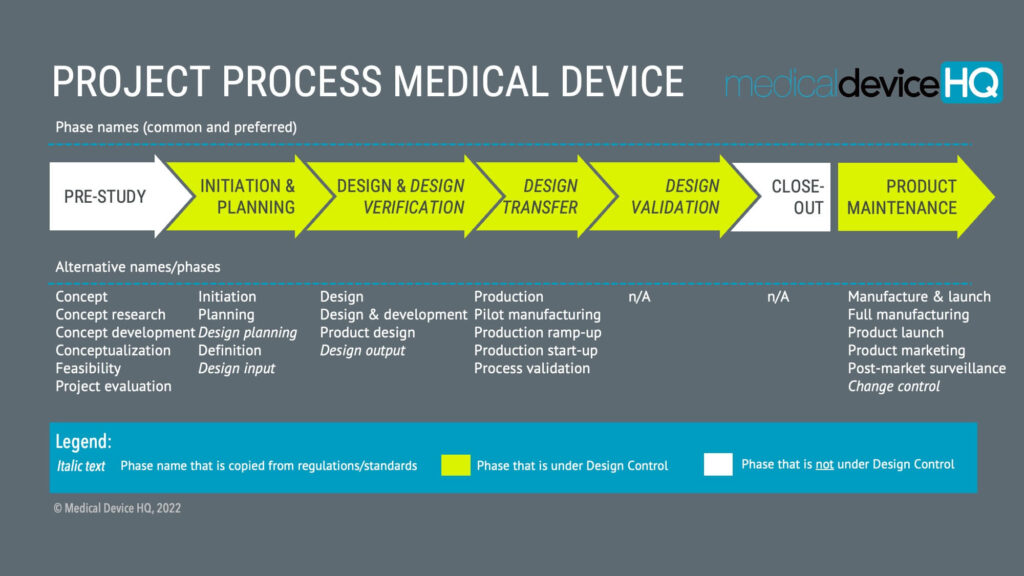 PROJECT PROCESS MEDICAL DEVICE
medicaldeviceHQ
Phase names (common and preferred)
PRE-STUDY
INITIATION &
PLANNING
DESIGN & DESIGN
VERIFICATION
DESIGN
TRANSFER
DESIGN
VALIDATION
CLOSE-
OUT
PRODUCT
MAINTENANCE
Alternative names/phases
Concept
Concept research
Concept development
Conceptualization
Feasibility
Project evaluation
Initiation
Planning
Design planning
Definition
Design input
Design
Design & development
Product design
Design output
Production
Pilot manufacturing
Production ramp-up
Production start-up
Process validation
n/A
n/A
Manufacture & launch
Full manufacturing
Product launch
Product marketing
Post-market surveillance
Change control
Legend:
Italic text Phase name that is copied from regulations/standards
Phase that is under Design Control
Phase that is not under Design Control
© Medical Device HQ, 2022